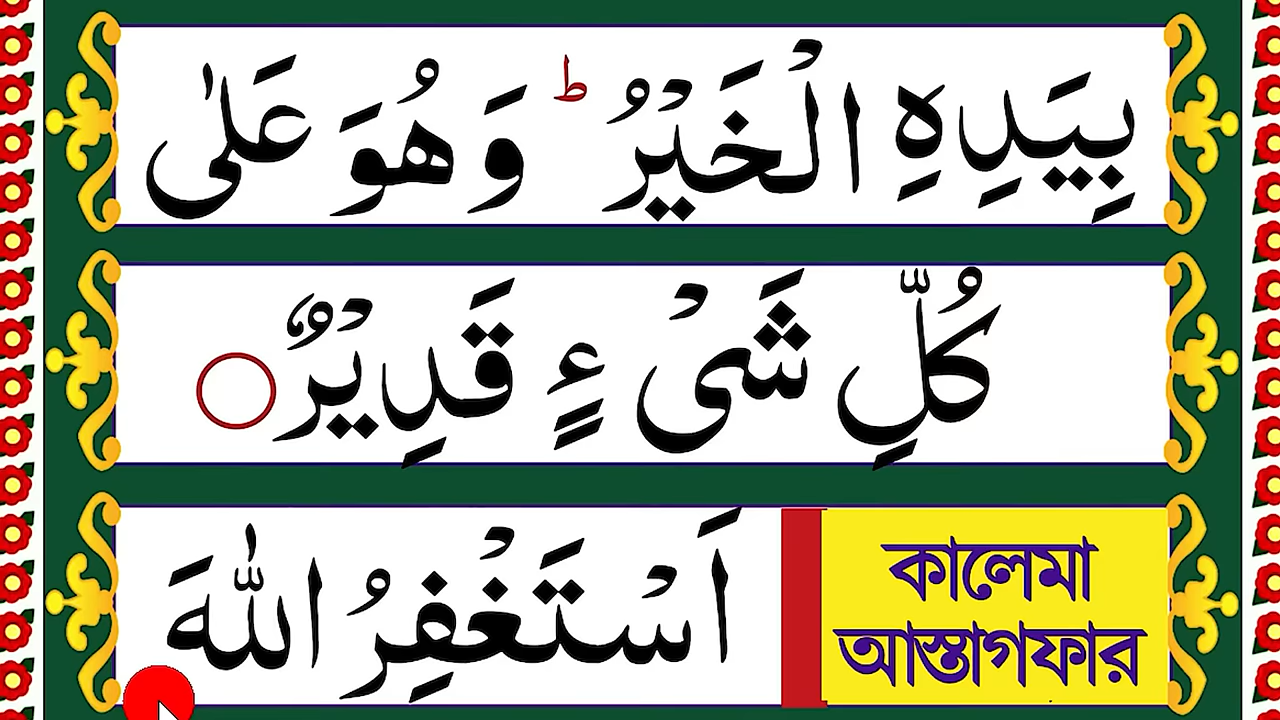 بِيَدِهِ الْخَيْرُ ؕ وَهُوَ عَلٰى
كُلِّ شَىْءٍ قَدِيْرٌ ○
কালেমা
আস্তাগফার
اَسْتَغْفِرُ اللّٰهَ